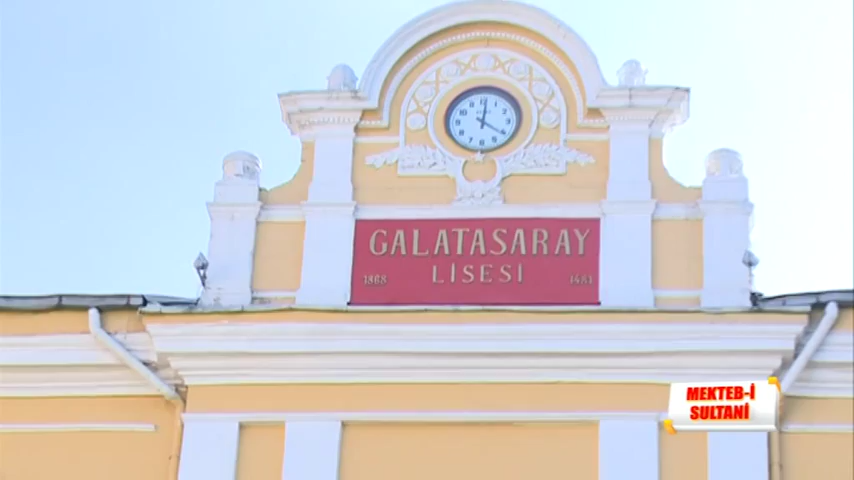 GALATASARAY
LİSESİ
1868 1481
MEKTEB-İ
SULTANİ